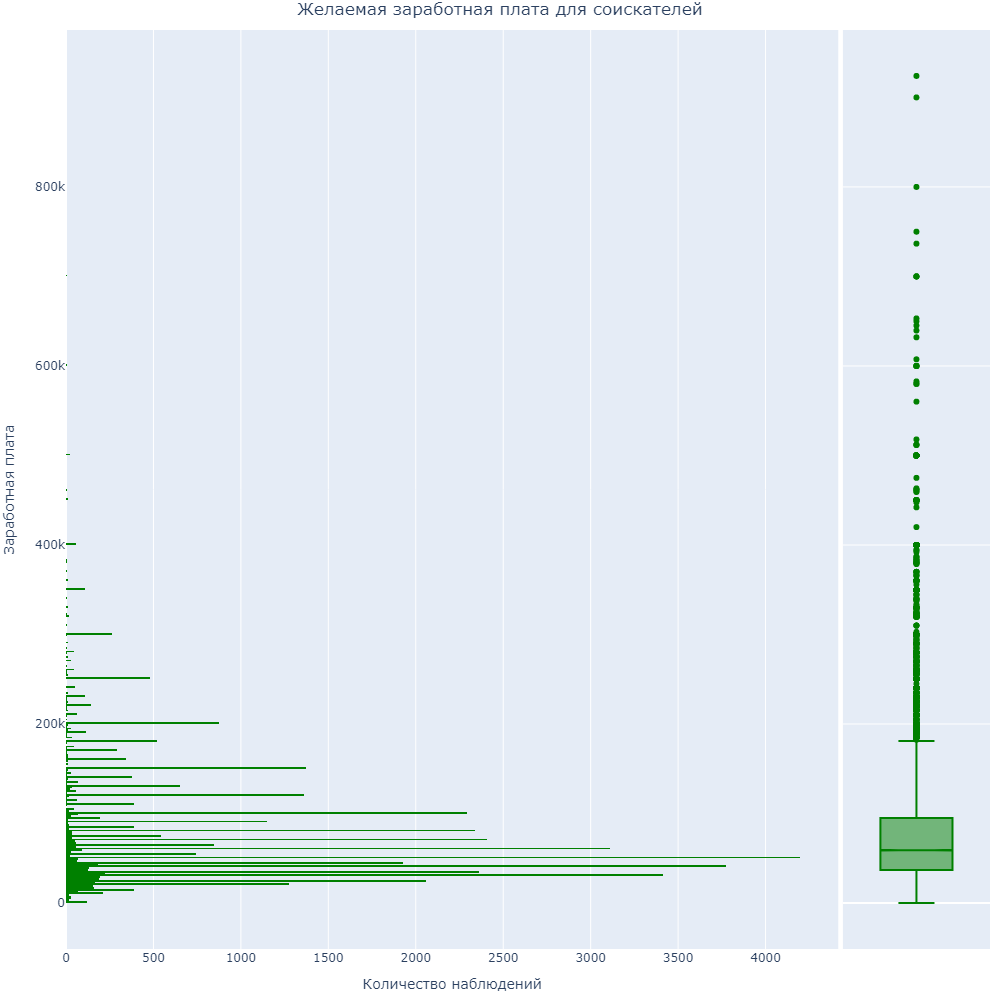 Желаемая заработная плата для соискателей
800k
600k
400k
200k
0
Заработная плата
0 500 1000 1500 2000 2500 3000 3500 4000
Количество наблюдений